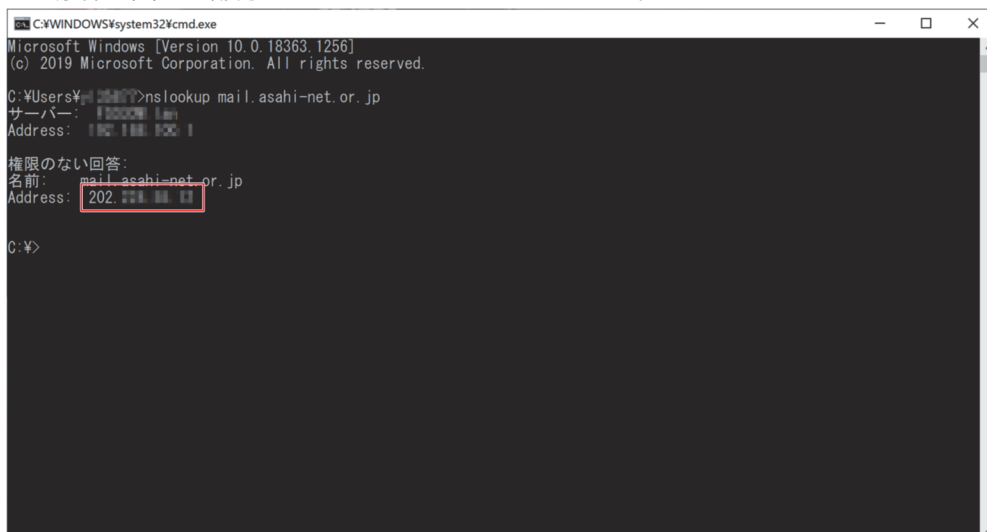 C:¥WINDOWS¥system32¥cmd.exe
Microsoft Windows [Version 10.0.18363.1256]
(c) 2019 Microsoft Corporation. All rights reserved.
C:¥Users¥ >nslookup mail.asahi-net.or.jp
サーバー:
Address:
権限のない回答:
名前: mail.asahi-net.or.jp
Address: 202.
C:¥>